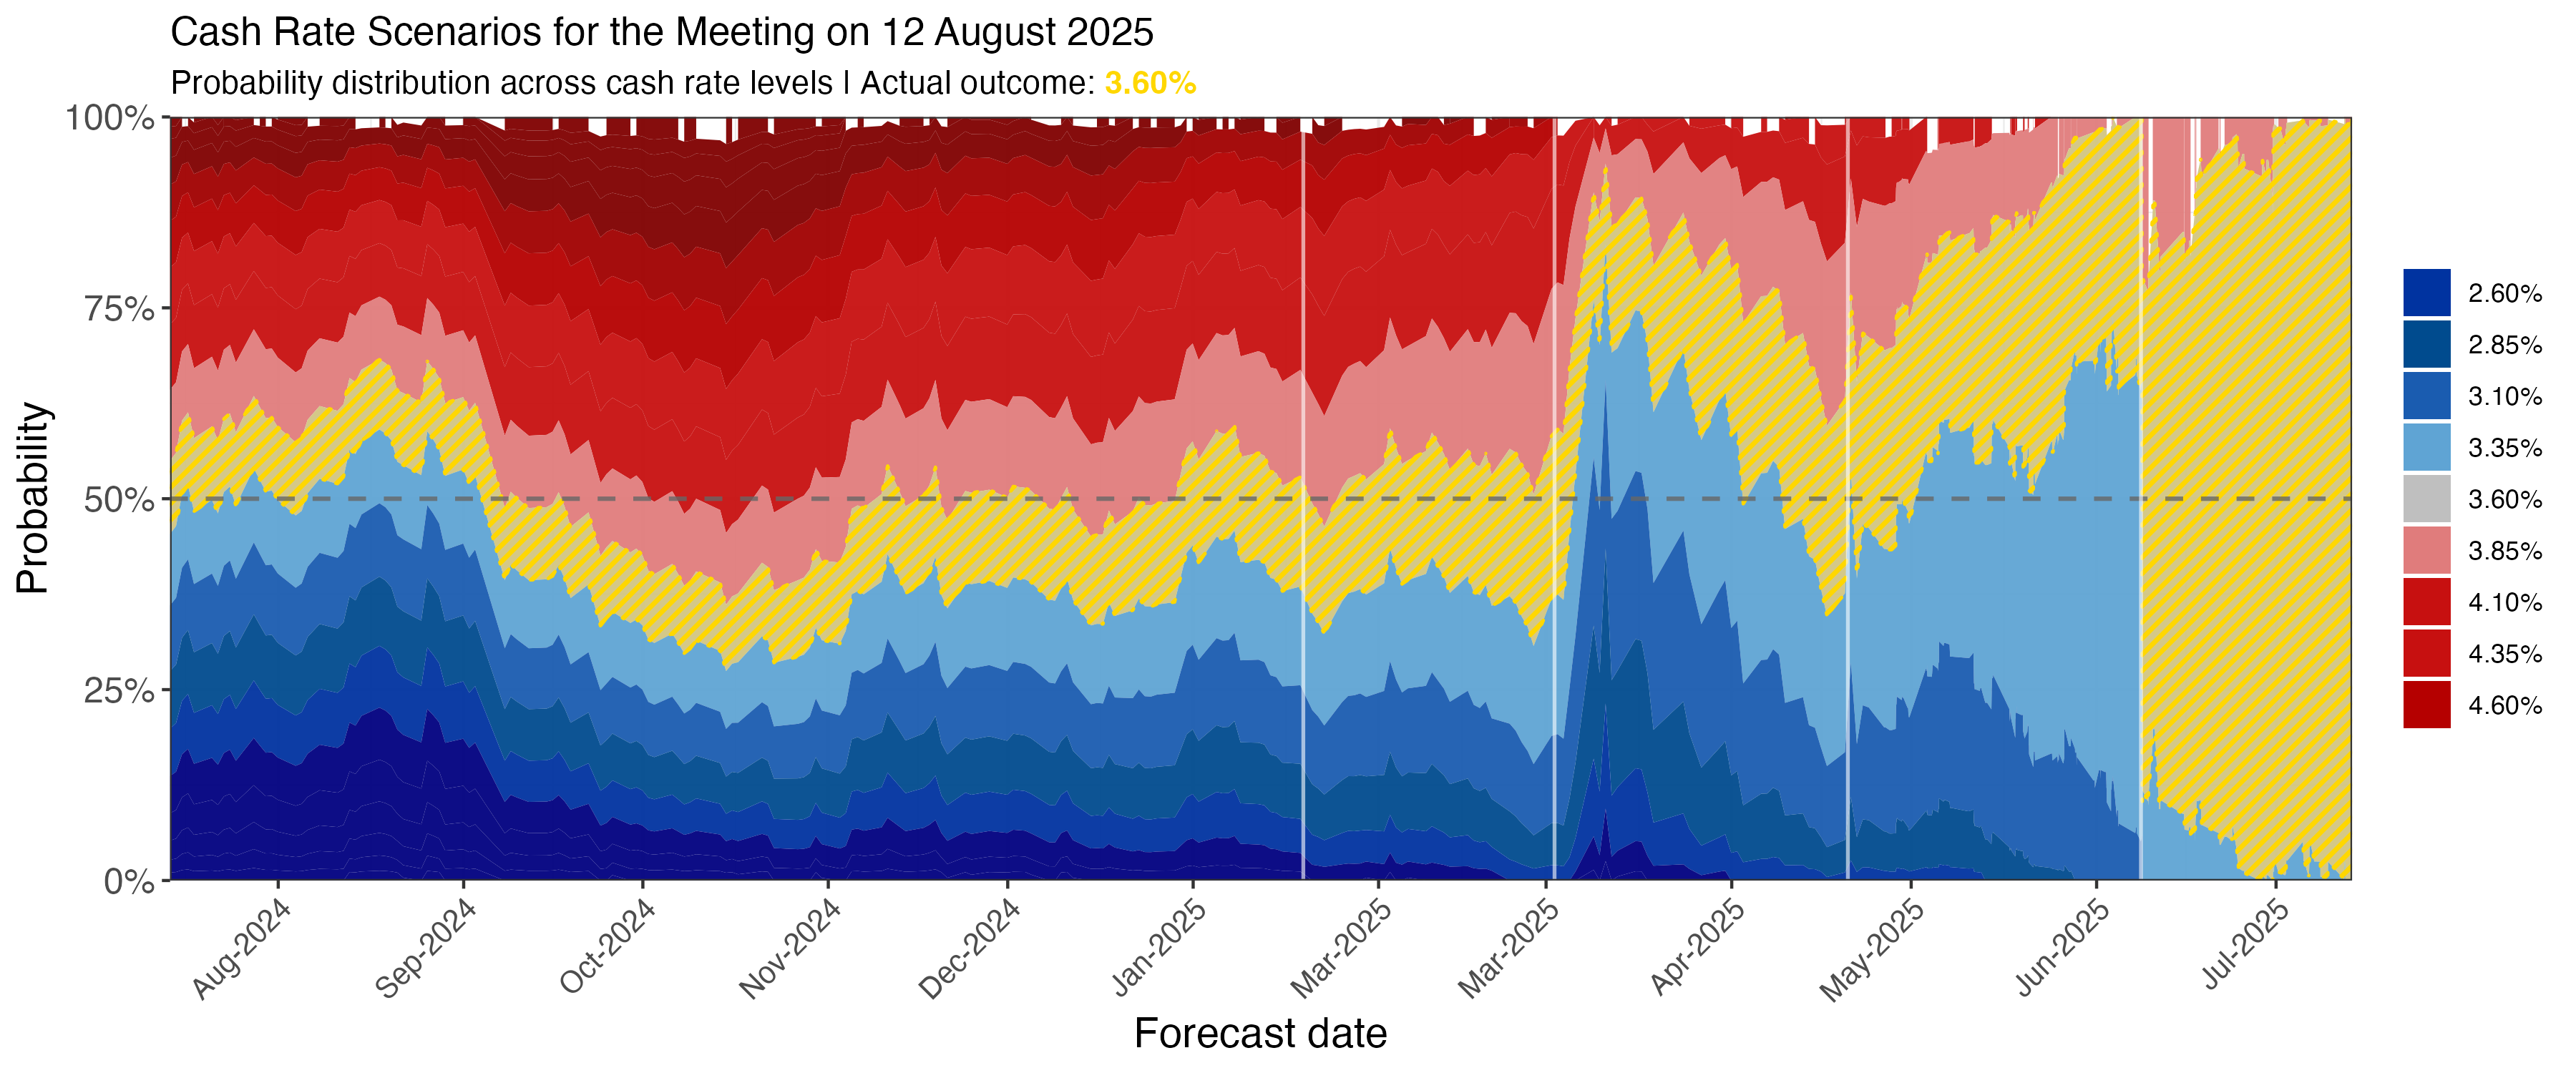 Cash Rate Scenarios for the Meeting on 12 August 2025
Probability distribution across cash rate levels | Actual outcome: 3.60%
100%
75%
50%
25%
0%
Probability
Aug-2024
Sep-2024
Oct-2024
Nov-2024
Dec-2024
Jan-2025
Mar-2025
Mar-2025
Apr-2025
May-2025
Jun-2025
Jul-2025
Forecast date
2.60%
2.85%
3.10%
3.35%
3.60%
3.85%
4.10%
4.35%
4.60%